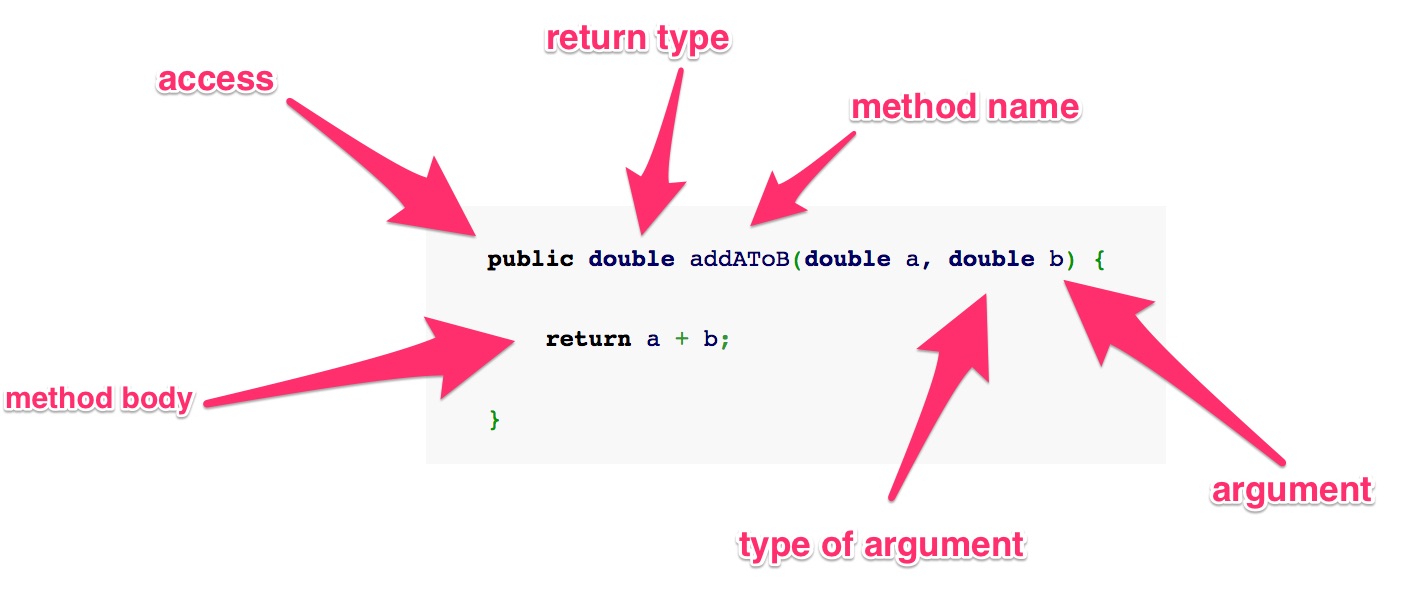 return type
access
method name
public double addAToB(double a, double b) {
return a + b;
method body
}
argument
type of argument